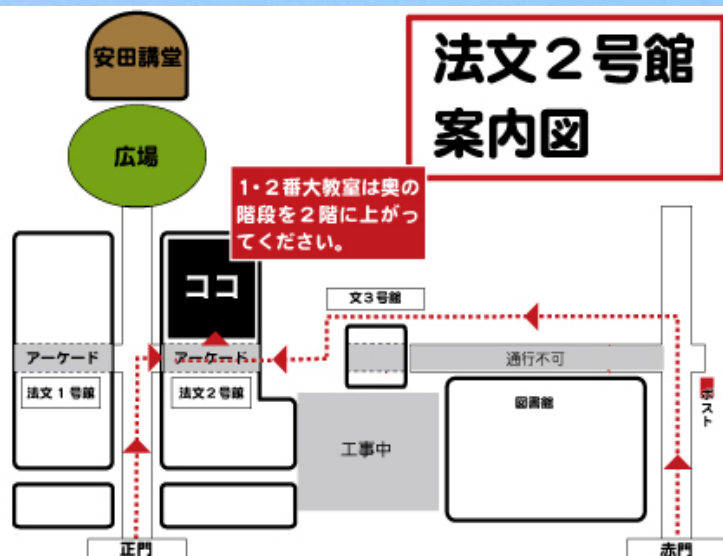 安田講堂
法文２号館
案内図
広場
1・２番大教室は奥の
階段を２階に上がっ
てください。
ココ
文３号館
アーケード
アーケード
通行不可
法文１号館
法文２号館
図書館
ポスト
工事中
正門
赤門